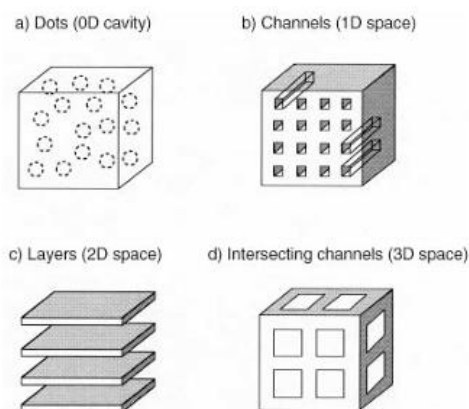 a) Dots (0D cavity)
b) Channels (1D space)
c) Layers (2D space)
d) Intersecting channels (3D space)